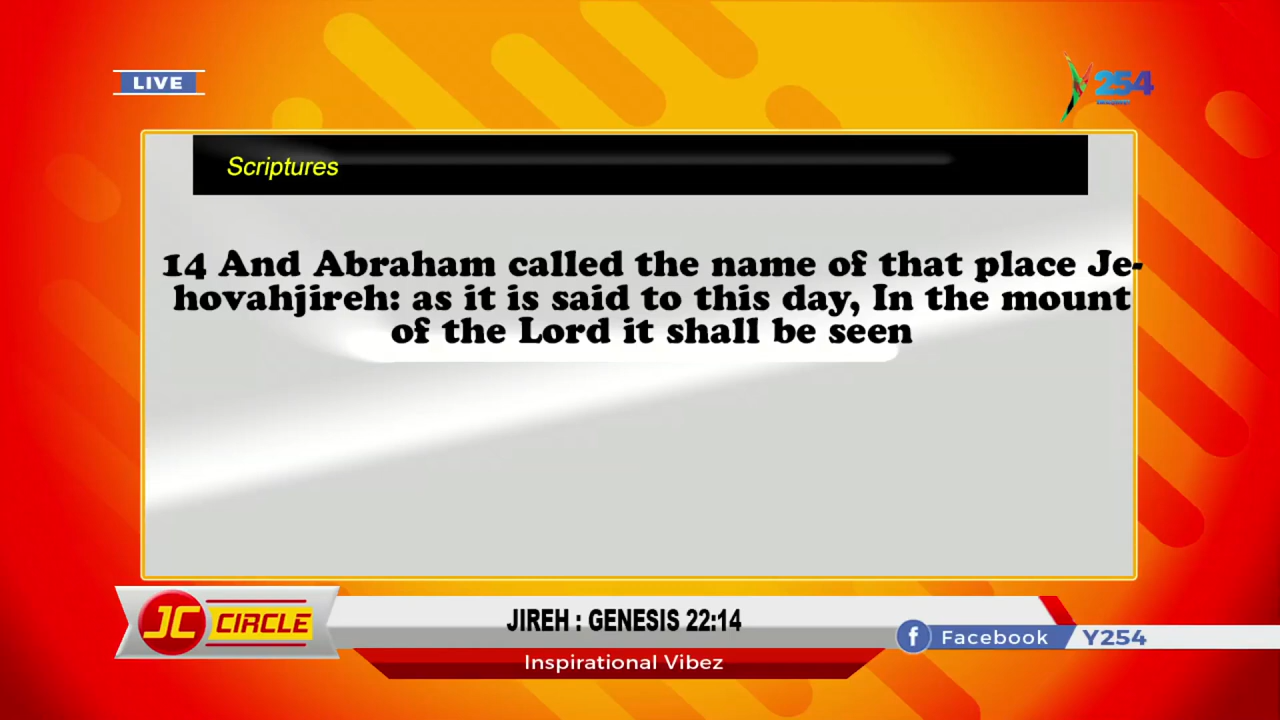 LIVE
254
Scriptures
14 And Abraham called the name of that place Je-
hovahjireh: as it is said to this day, In the mount
of the Lord it shall be seen
JC CIRCLE
JIREH : GENESIS 22:14
Inspirational Vibez
f Facebook Y254